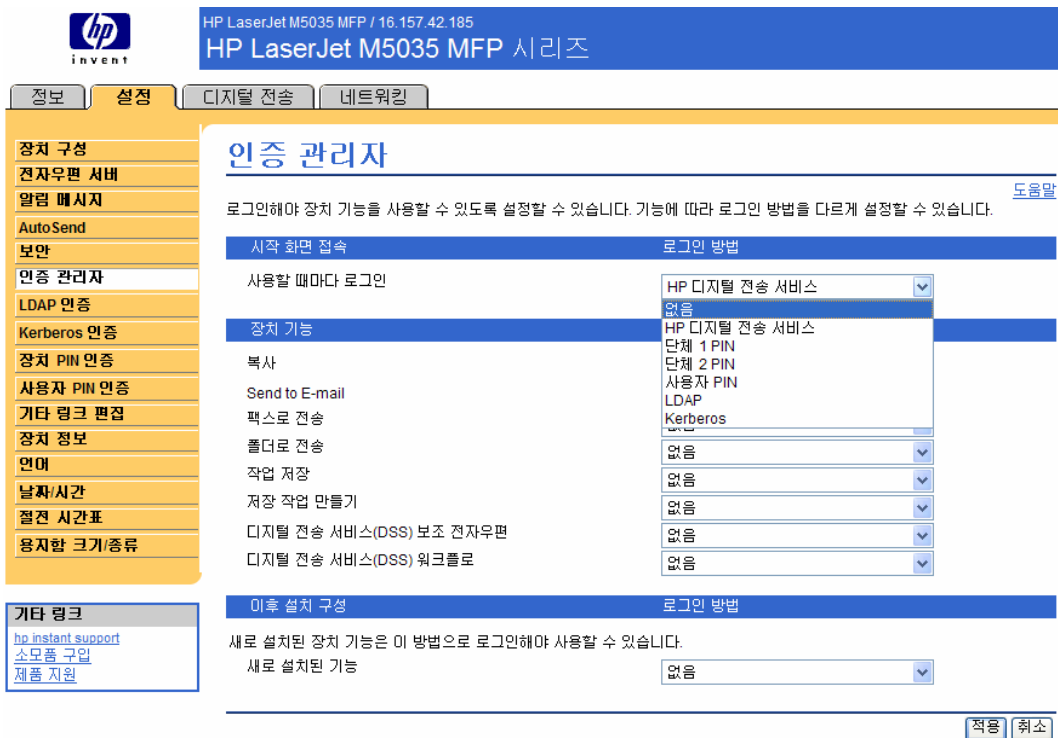 hp
invent
HP LaserJet M5035 MFP / 16.157.42.185
HP LaserJet M5035 MFP 시리즈
정보
설정
디지털 전송
네트워킹
장치 구성
전자우편 서버
알림 메시지
AutoSend
보안
인증 관리자
LDAP 인증
Kerberos 인증
장치 PIN 인증
사용자 PIN 인증
기타 링크 편집
장치 정보
언어
날짜/시간
절전 시간표
용지함 크기/종류
기타 링크
hp instant support
소모품 구입
제품 지원
인증 관리자
도움말
로그인해야 장치 기능을 사용할 수 있도록 설정할 수 있습니다. 기능에 따라 로그인 방법을 다르게 설정할 수 있습니다.
시작 화면 접속 로그인 방법
사용할 때마다 로그인 HP 디지털 전송 서비스
없음
HP 디지털 전송 서비스
단체 1 PIN
단체 2 PIN
사용자 PIN
LDAP
Kerberos
장치 기능
복사
Send to E-mail
팩스로 전송
폴더로 전송 없음
작업 저장 없음
저장 작업 만들기 없음
디지털 전송 서비스(DSS) 보조 전자우편 없음
디지털 전송 서비스(DSS) 워크플로 없음
이후 설치 구성 로그인 방법
새로 설치된 장치 기능은 이 방법으로 로그인해야 사용할 수 있습니다.
새로 설치된 기능 없음
적용 취소